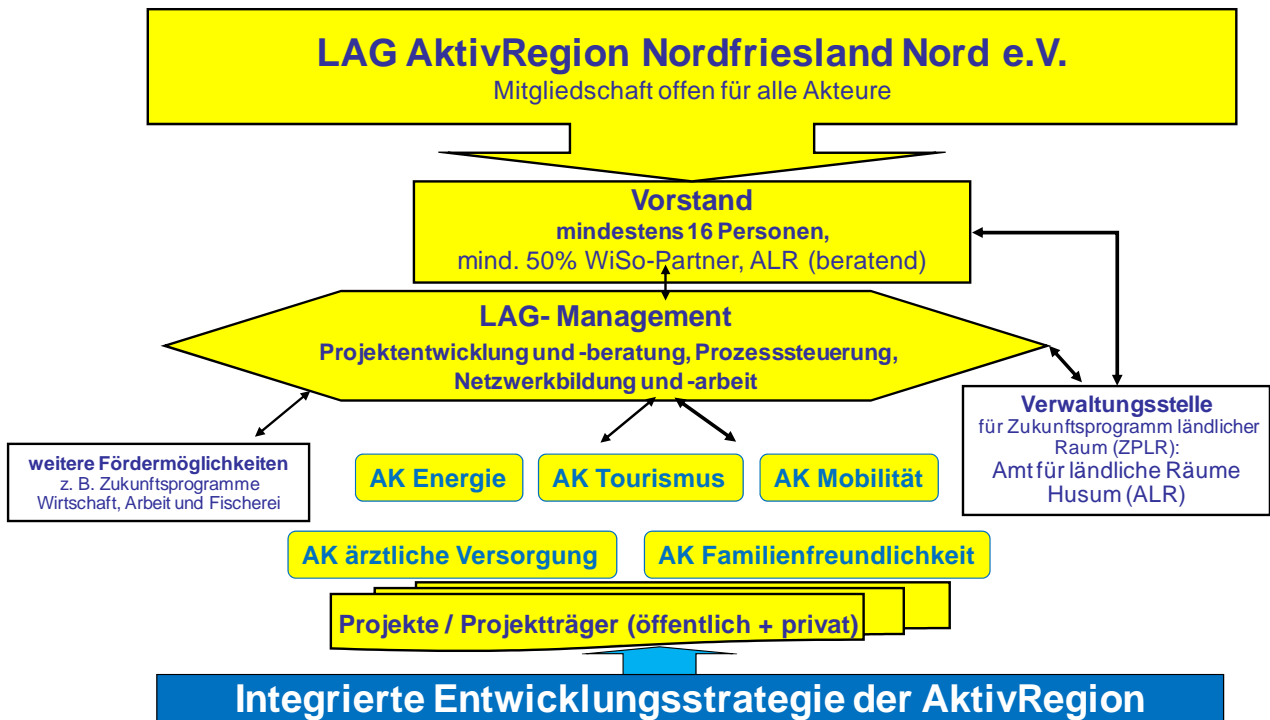 LAG AktivRegion Nordfriesland Nord e.V.
Mitgliedschaft offen für alle Akteure
Vorstand
mindestens 16 Personen,
mind. 50% WiSo-Partner, ALR (beratend)
LAG- Management
Projektentwicklung und -beratung, Prozesssteuerung,
Netzwerkbildung und -arbeit
Verwaltungsstelle
für Zukunftsprogramm ländlicher
Raum (ZPLR):
Amt für ländliche Räume
Husum (ALR)
weitere Fördermöglichkeiten
z. B. Zukunftsprogramme
Wirtschaft, Arbeit und Fischerei
AK Energie
AK Tourismus
AK Mobilität
AK ärztliche Versorgung
AK Familienfreundlichkeit
Projekte / Projektträger (öffentlich + privat)
Integrierte Entwicklungsstrategie der AktivRegion